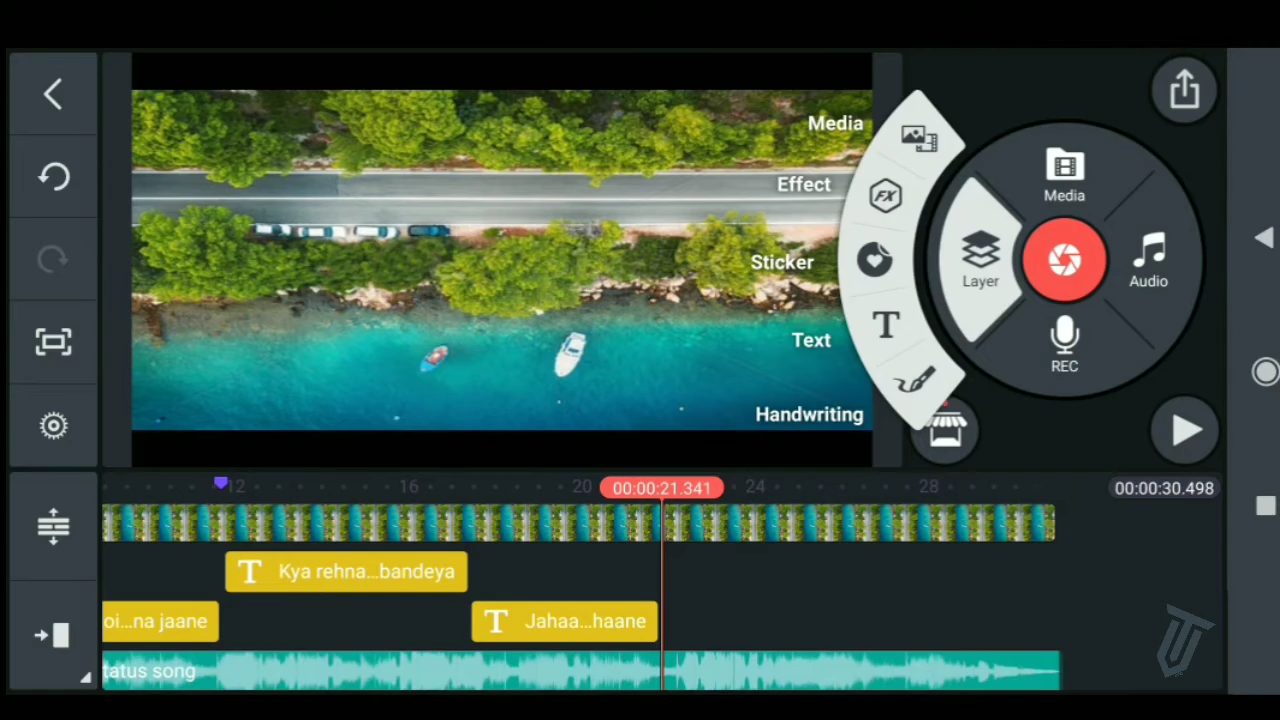 Media
Effect
Sticker
Text
Handwriting
FX
T
Media
Layer
Audio
REC
12
16
20
00:00:21.341
24
28
00:00:30.498
T Kya rehna...bandeya
oi...na jaane
T Jahaa...haane
tatus song